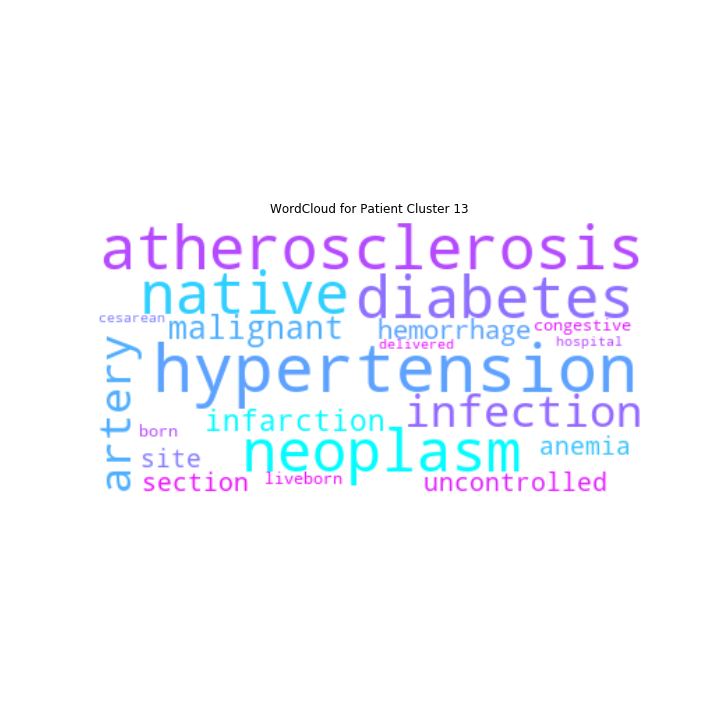 WordCloud for Patient Cluster 13
atherosclerosis
native
diabetes
cesarean
malignant
hemorrhage
congestive
delivered
hospital
artery
hypertension
infection
infarction
born
neoplasm
anemia
site
section
liveborn
uncontrolled